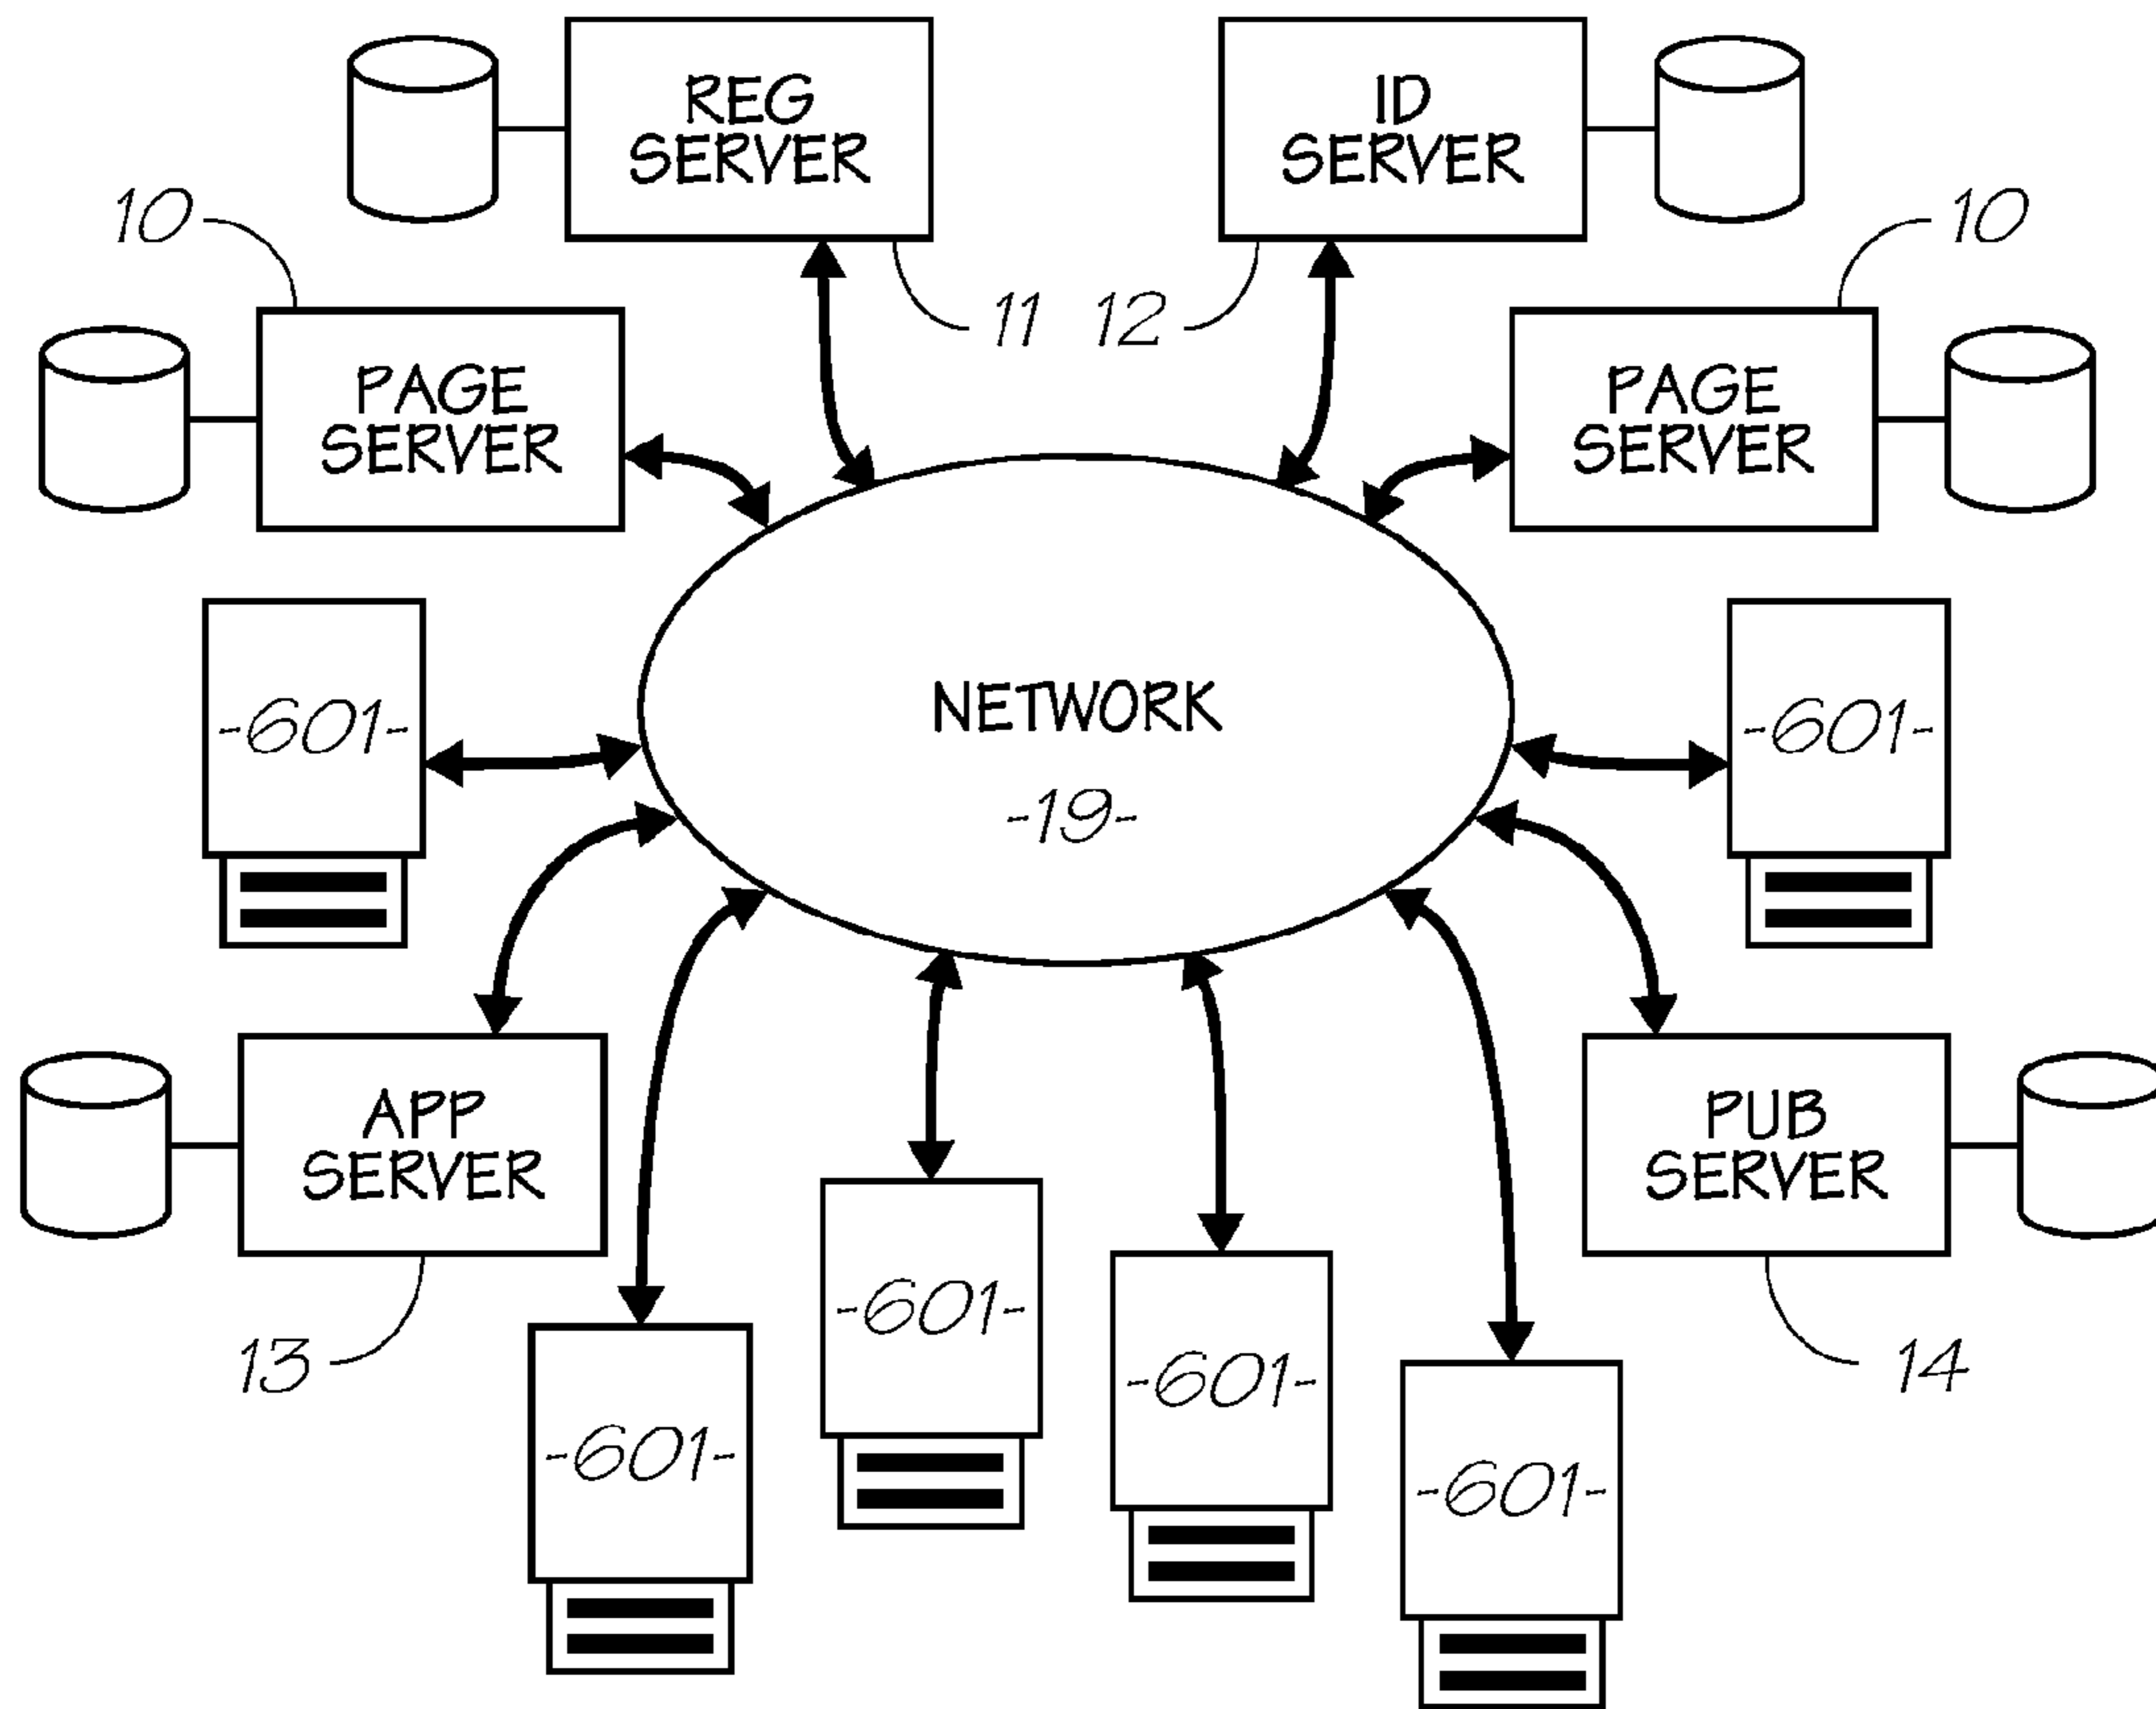 REG
SERVER
ID
SERVER
10
10
11
12
PAGE
SERVER
PAGE
SERVER
-601-
NETWORK
-19-
-601-
APP
SERVER
PUB
SERVER
13
-601-
-601-
-601-
-601-
14